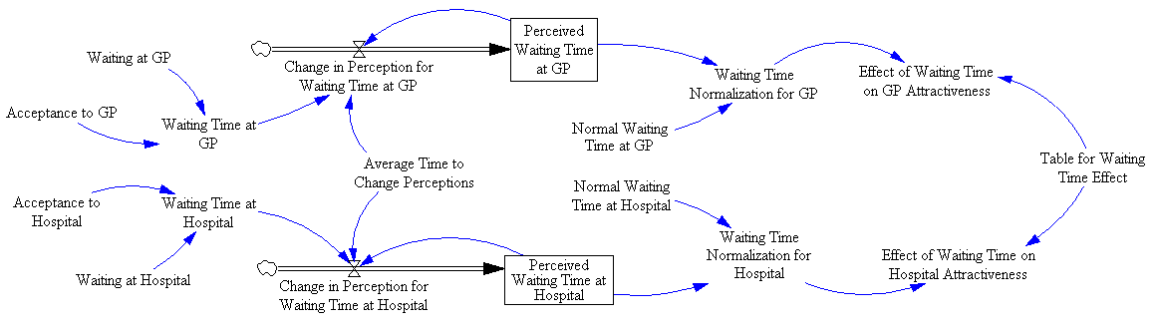 Perceived
Waiting Time
at GP
Waiting at GP
Change in Perception for
Waiting Time at GP
Waiting Time
Normalization for GP
Effect of Waiting Time
on GP Attractiveness
Acceptance to GP
Waiting Time at
GP
Normal Waiting
Time at GP
Average Time to
Change Perceptions
Table for Waiting
Time Effect
Acceptance to
Hospital
Waiting Time at
Hospital
Normal Waiting
Time at Hospital
Waiting Time
Normalization for
Hospital
Effect of Waiting Time on
Hospital Attractiveness
Waiting at Hospital
Change in Perception for
Waiting Time at Hospital
Perceived
Waiting Time at
Hospital